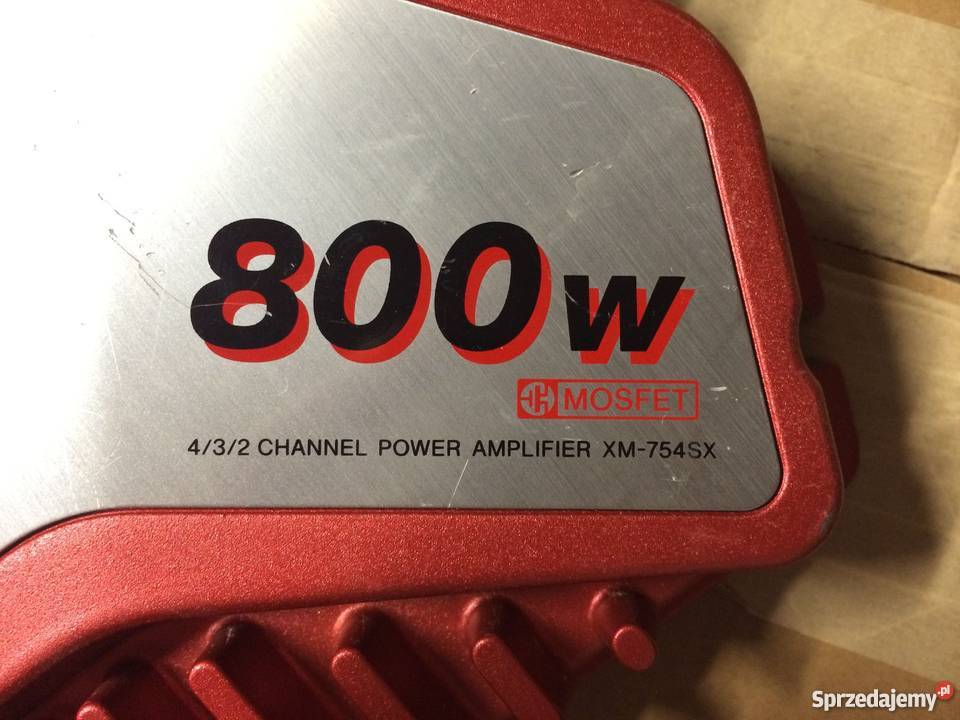 800w
MOSFET
4/3/2 CHANNEL POWER AMPLIFIER XM-754SX
Sprzedajemy.pl